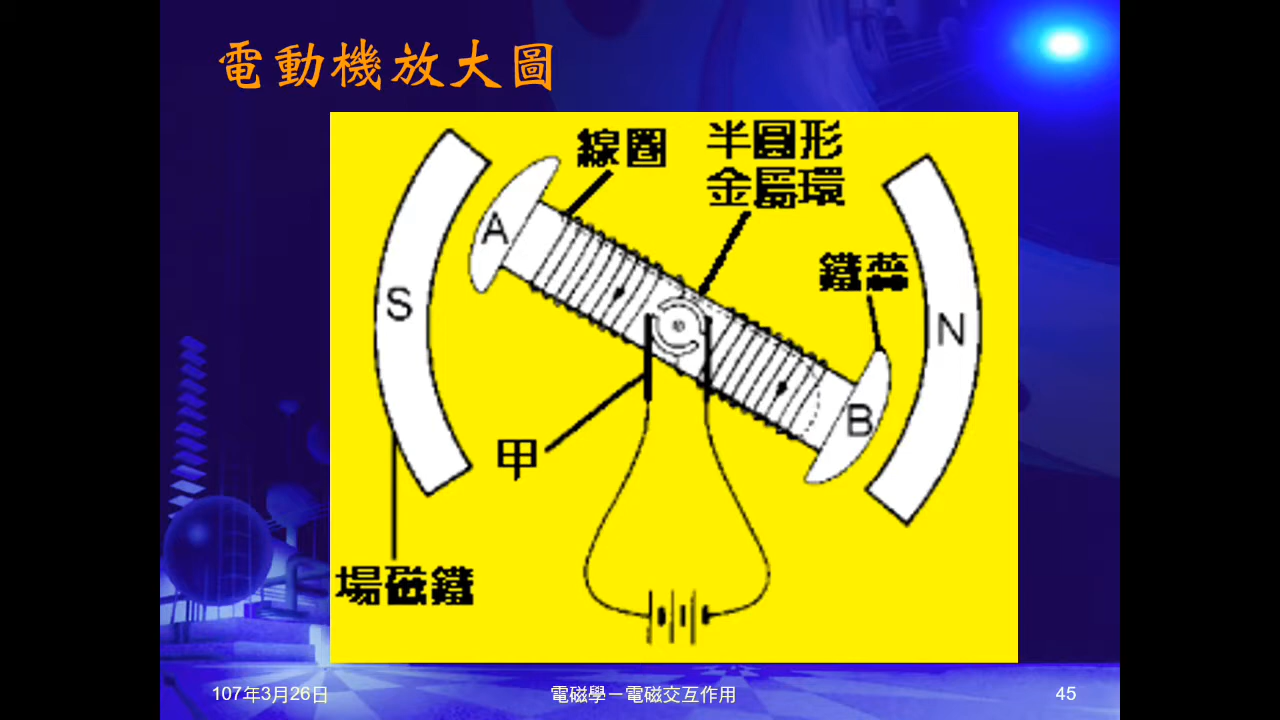 電動機放大圖
線圈
半圓形
金屬環
A
鐵蕊
S
N
B
甲
場磁鐵
107年3月26日
電磁學－電磁交互作用
45